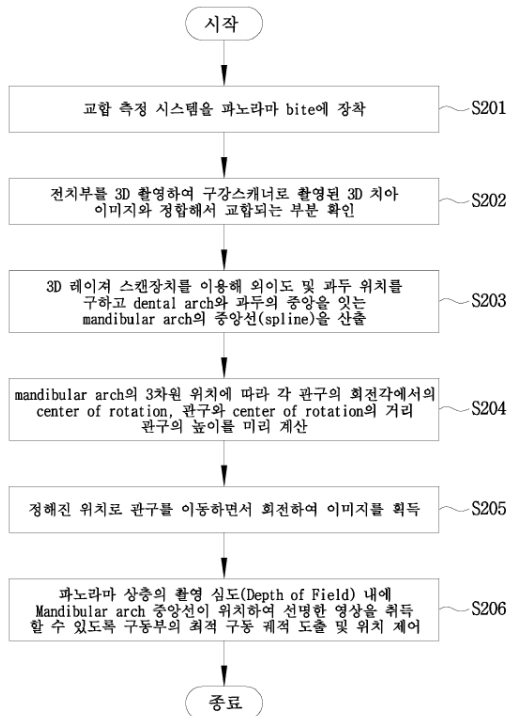 시작
교합 측정 시스템을 파노라마 bite에 장착
S201
전치부를 3D 촬영하여 구강스캐너로 촬영된 3D 치아
이미지와 정합해서 교합되는 부분 확인
S202
3D 레이져 스캔장치를 이용해 외이도 및 과두 위치를
구하고 dental arch와 과두의 중앙을 잇는
mandibular arch의 중앙선(spline)을 산출
S203
mandibular arch의 3차원 위치에 따라 각 관구의 회전각에서의
center of rotation, 관구와 center of rotation의 거리
관구의 높이를 미리 계산
S204
정해진 위치로 관구를 이동하면서 회전하여 이미지를 획득
S205
파노라마 상층의 촬영 심도(Depth of Field) 내에
Mandibular arch 중앙선이 위치하여 선명한 영상을 취득
할 수 있도록 구동부의 최적 구동 궤적 도출 및 위치 제어
S206
종료